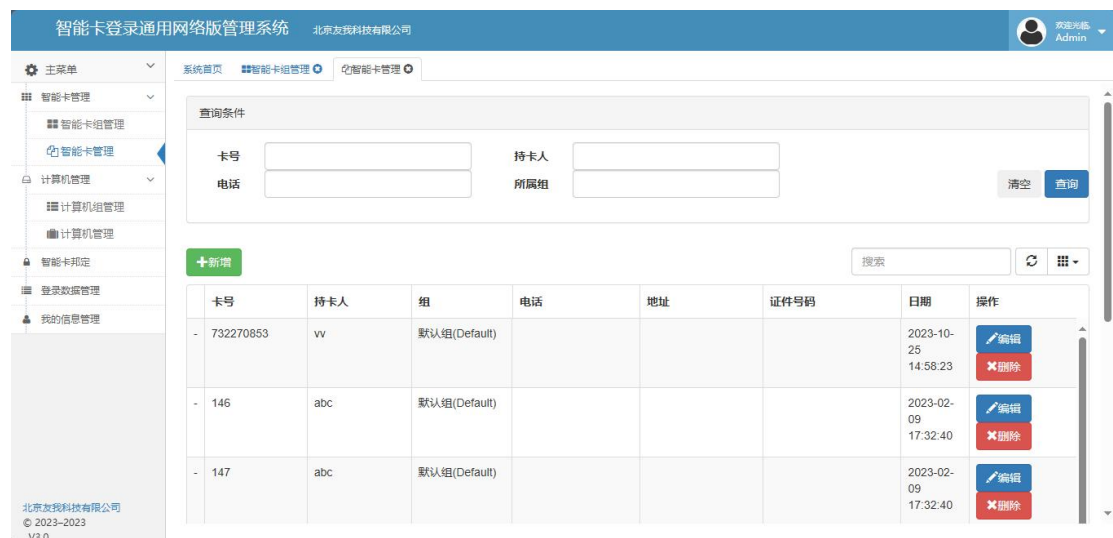 智能卡登录通用网络版管理系统 北京友我科技有限公司 欢迎光临,
Admin
主菜单
系统首页 智能卡组管理 智能卡管理
智能卡管理
智能卡组管理
智能卡管理
计算机管理
计算机组管理
计算机管理
智能卡邦定
登录数据管理
我的信息管理
北京友我科技有限公司
© 2023–2023
V3.0
查询条件
卡号 持卡人
电话 所属组 清空 查询
新增 搜索
卡号 持卡人 组 电话 地址 证件号码 日期 操作
- 732270853 vv 默认组(Default) 2023-10- 编辑
25
14:58:23 删除
- 146 abc 默认组(Default) 2023-02- 编辑
09
17:32:40 删除
- 147 abc 默认组(Default) 2023-02- 编辑
09
17:32:40 删除